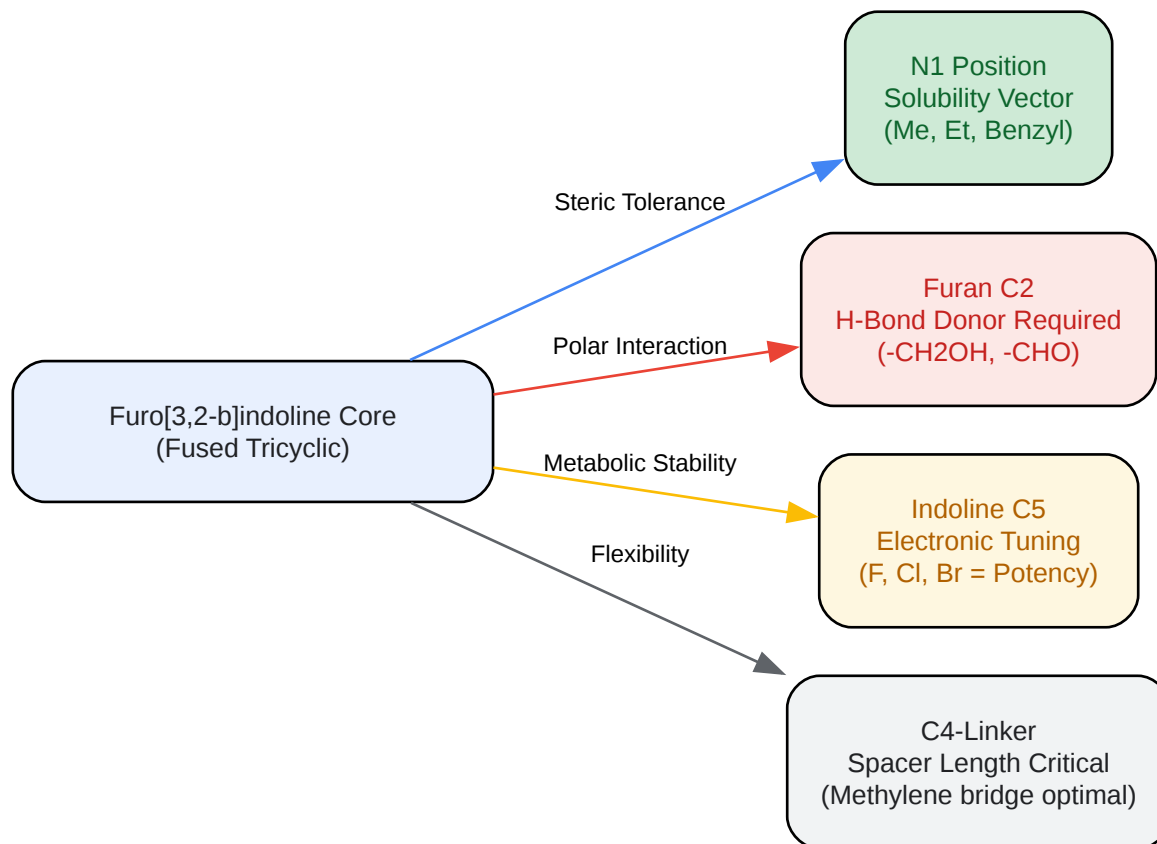 N1 Position
Solubility Vector
(Me, Et, Benzyl)
Steric Tolerance
Furan C2
H-Bond Donor Required
(-CH2OH, -CHO)
Polar Interaction
Furo[3,2-b]indoline Core
(Fused Tricyclic)
Metabolic Stability
Indoline C5
Electronic Tuning
(F, Cl, Br = Potency)
Flexibility
C4-Linker
Spacer Length Critical
(Methylene bridge optimal)